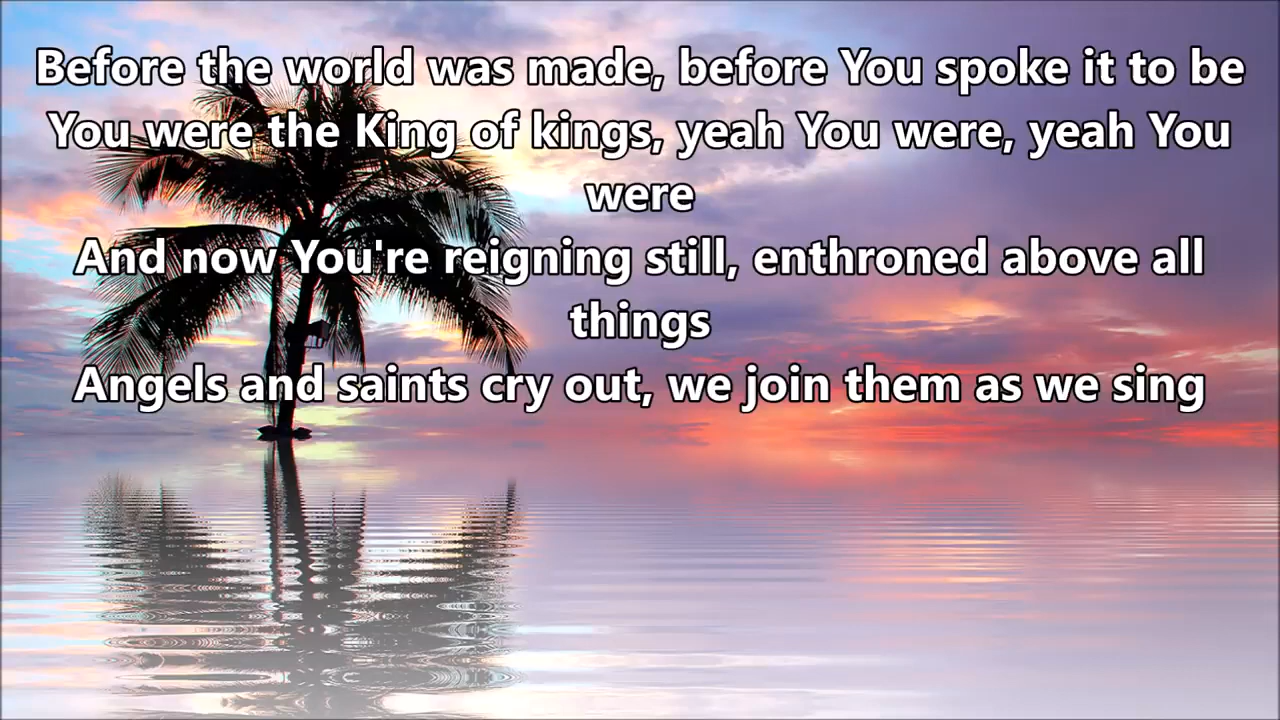 Before the world was made, before You spoke it to be
You were the King of kings, yeah You were, yeah You
were
And now You're reigning still, enthroned above all
things
Angels and saints cry out, we join them as we sing